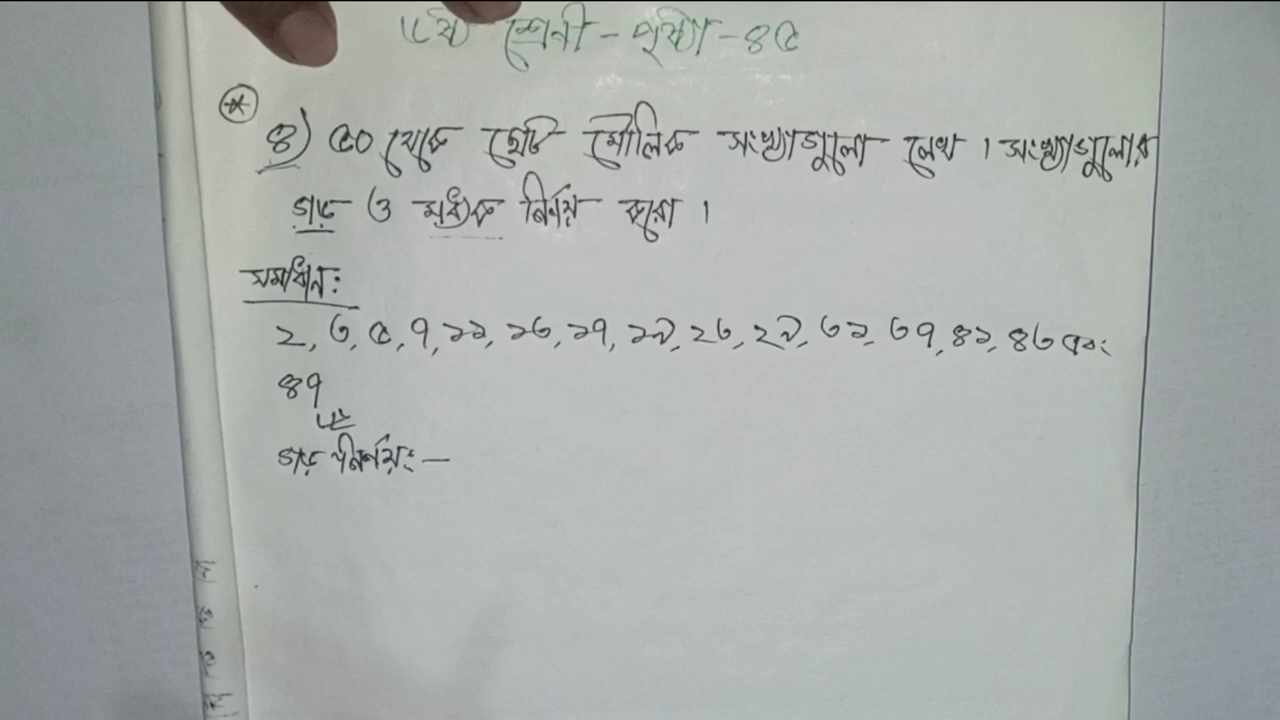 ৬ষ্ঠ শ্রেনী - পৃষ্ঠা - ৪৫
৪) ৫০ থেকে ছোট মৌলিক সংখ্যাগুলো লেখ । সংখ্যাগুলোর
গড় ও মধ্যক নির্ণয় করো ।
সমাধান:
২, ৩, ৫, ৭, ১১, ১৩, ১৭, ১৯, ২৩, ২৯, ৩১, ৩৭, ৪১, ৪৩ এবং
৪৭
গড় নির্ণয়ঃ —